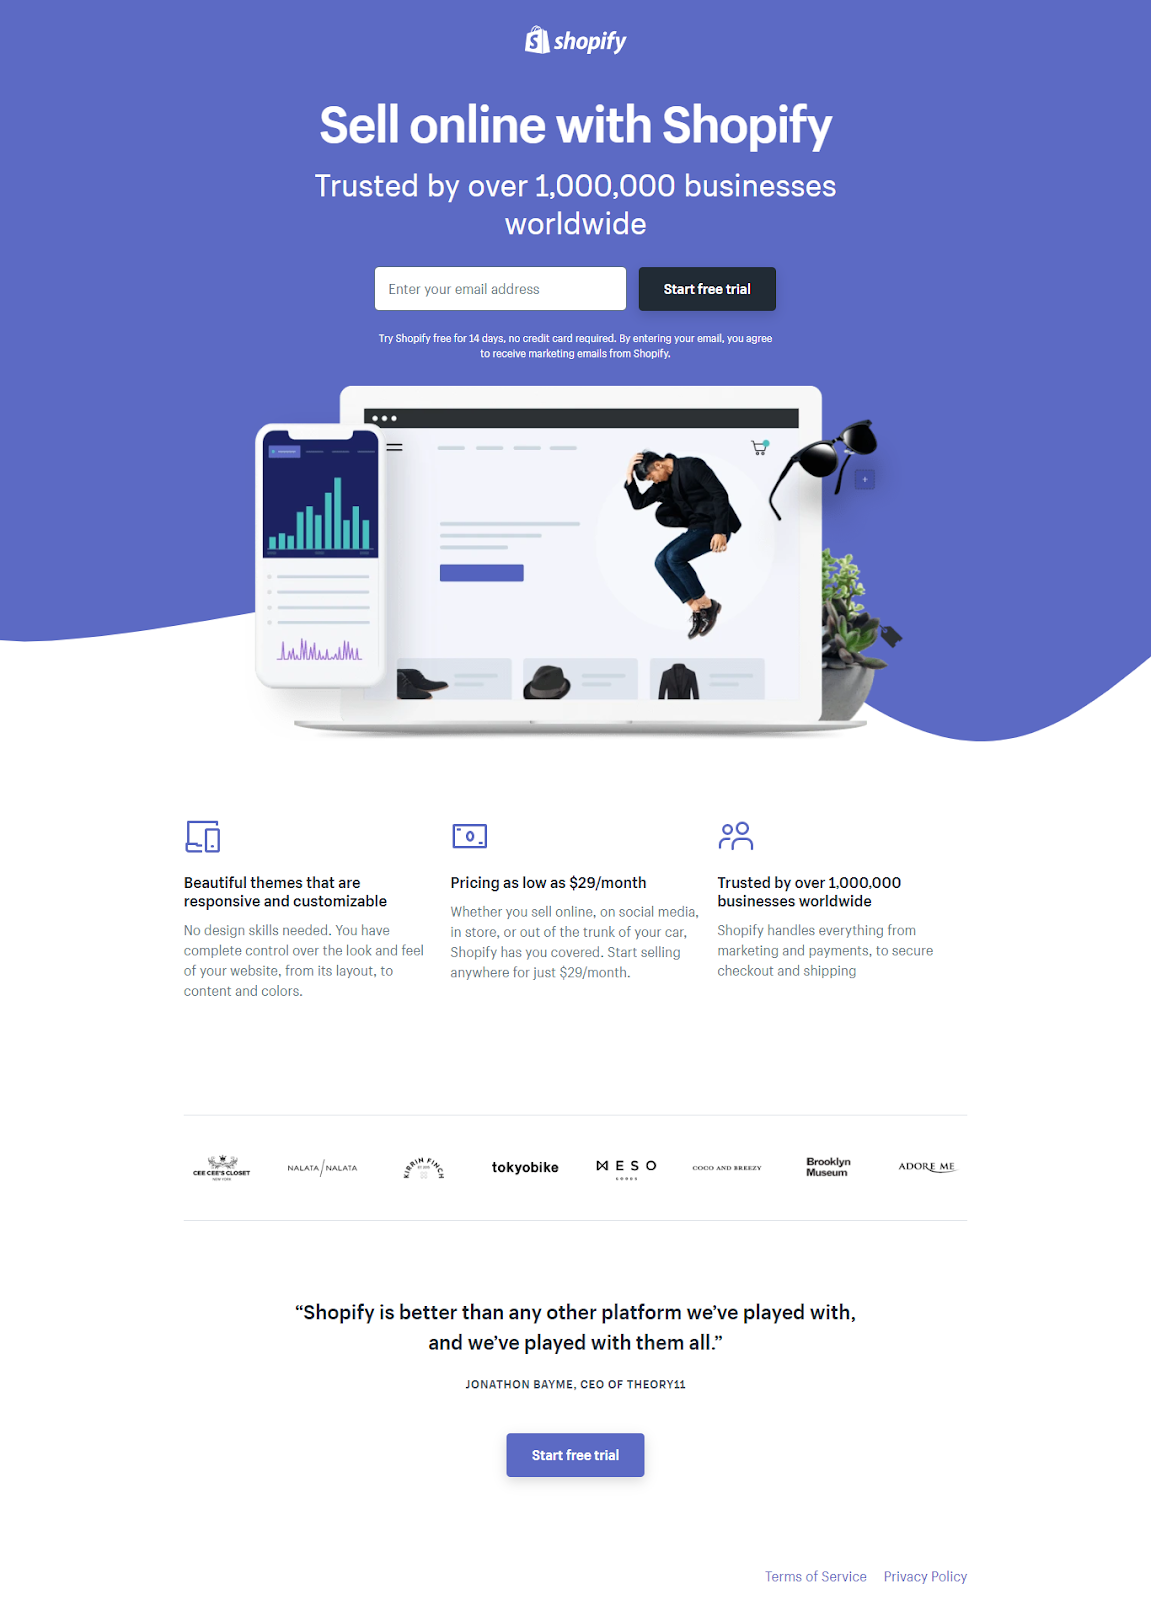 shopify
Sell online with Shopify
Trusted by over 1,000,000 businesses
worldwide
Enter your email address
Start free trial
Try Shopify free for 14 days, no credit card required. By entering your email, you agree
to receive marketing emails from Shopify.
Beautiful themes that are
responsive and customizable
No design skills needed. You have
complete control over the look and feel
of your website, from its layout, to
content and colors.
Pricing as low as $29/month
Whether you sell online, on social media,
in store, or out of the trunk of your car,
Shopify has you covered. Start selling
anywhere for just $29/month.
Trusted by over 1,000,000
businesses worldwide
Shopify handles everything from
marketing and payments, to secure
checkout and shipping
CEE CEE'S CLOSET
NEW YORK
NALATA/NALATA
KIRRIN FINCH
tokyobike
MESO
GOODS
COCO AND BREEZY
Brooklyn
Museum
ADORE ME
“Shopify is better than any other platform we’ve played with,
and we’ve played with them all.”
JONATHON BAYME, CEO OF THEORY11
Start free trial
Terms of Service
Privacy Policy